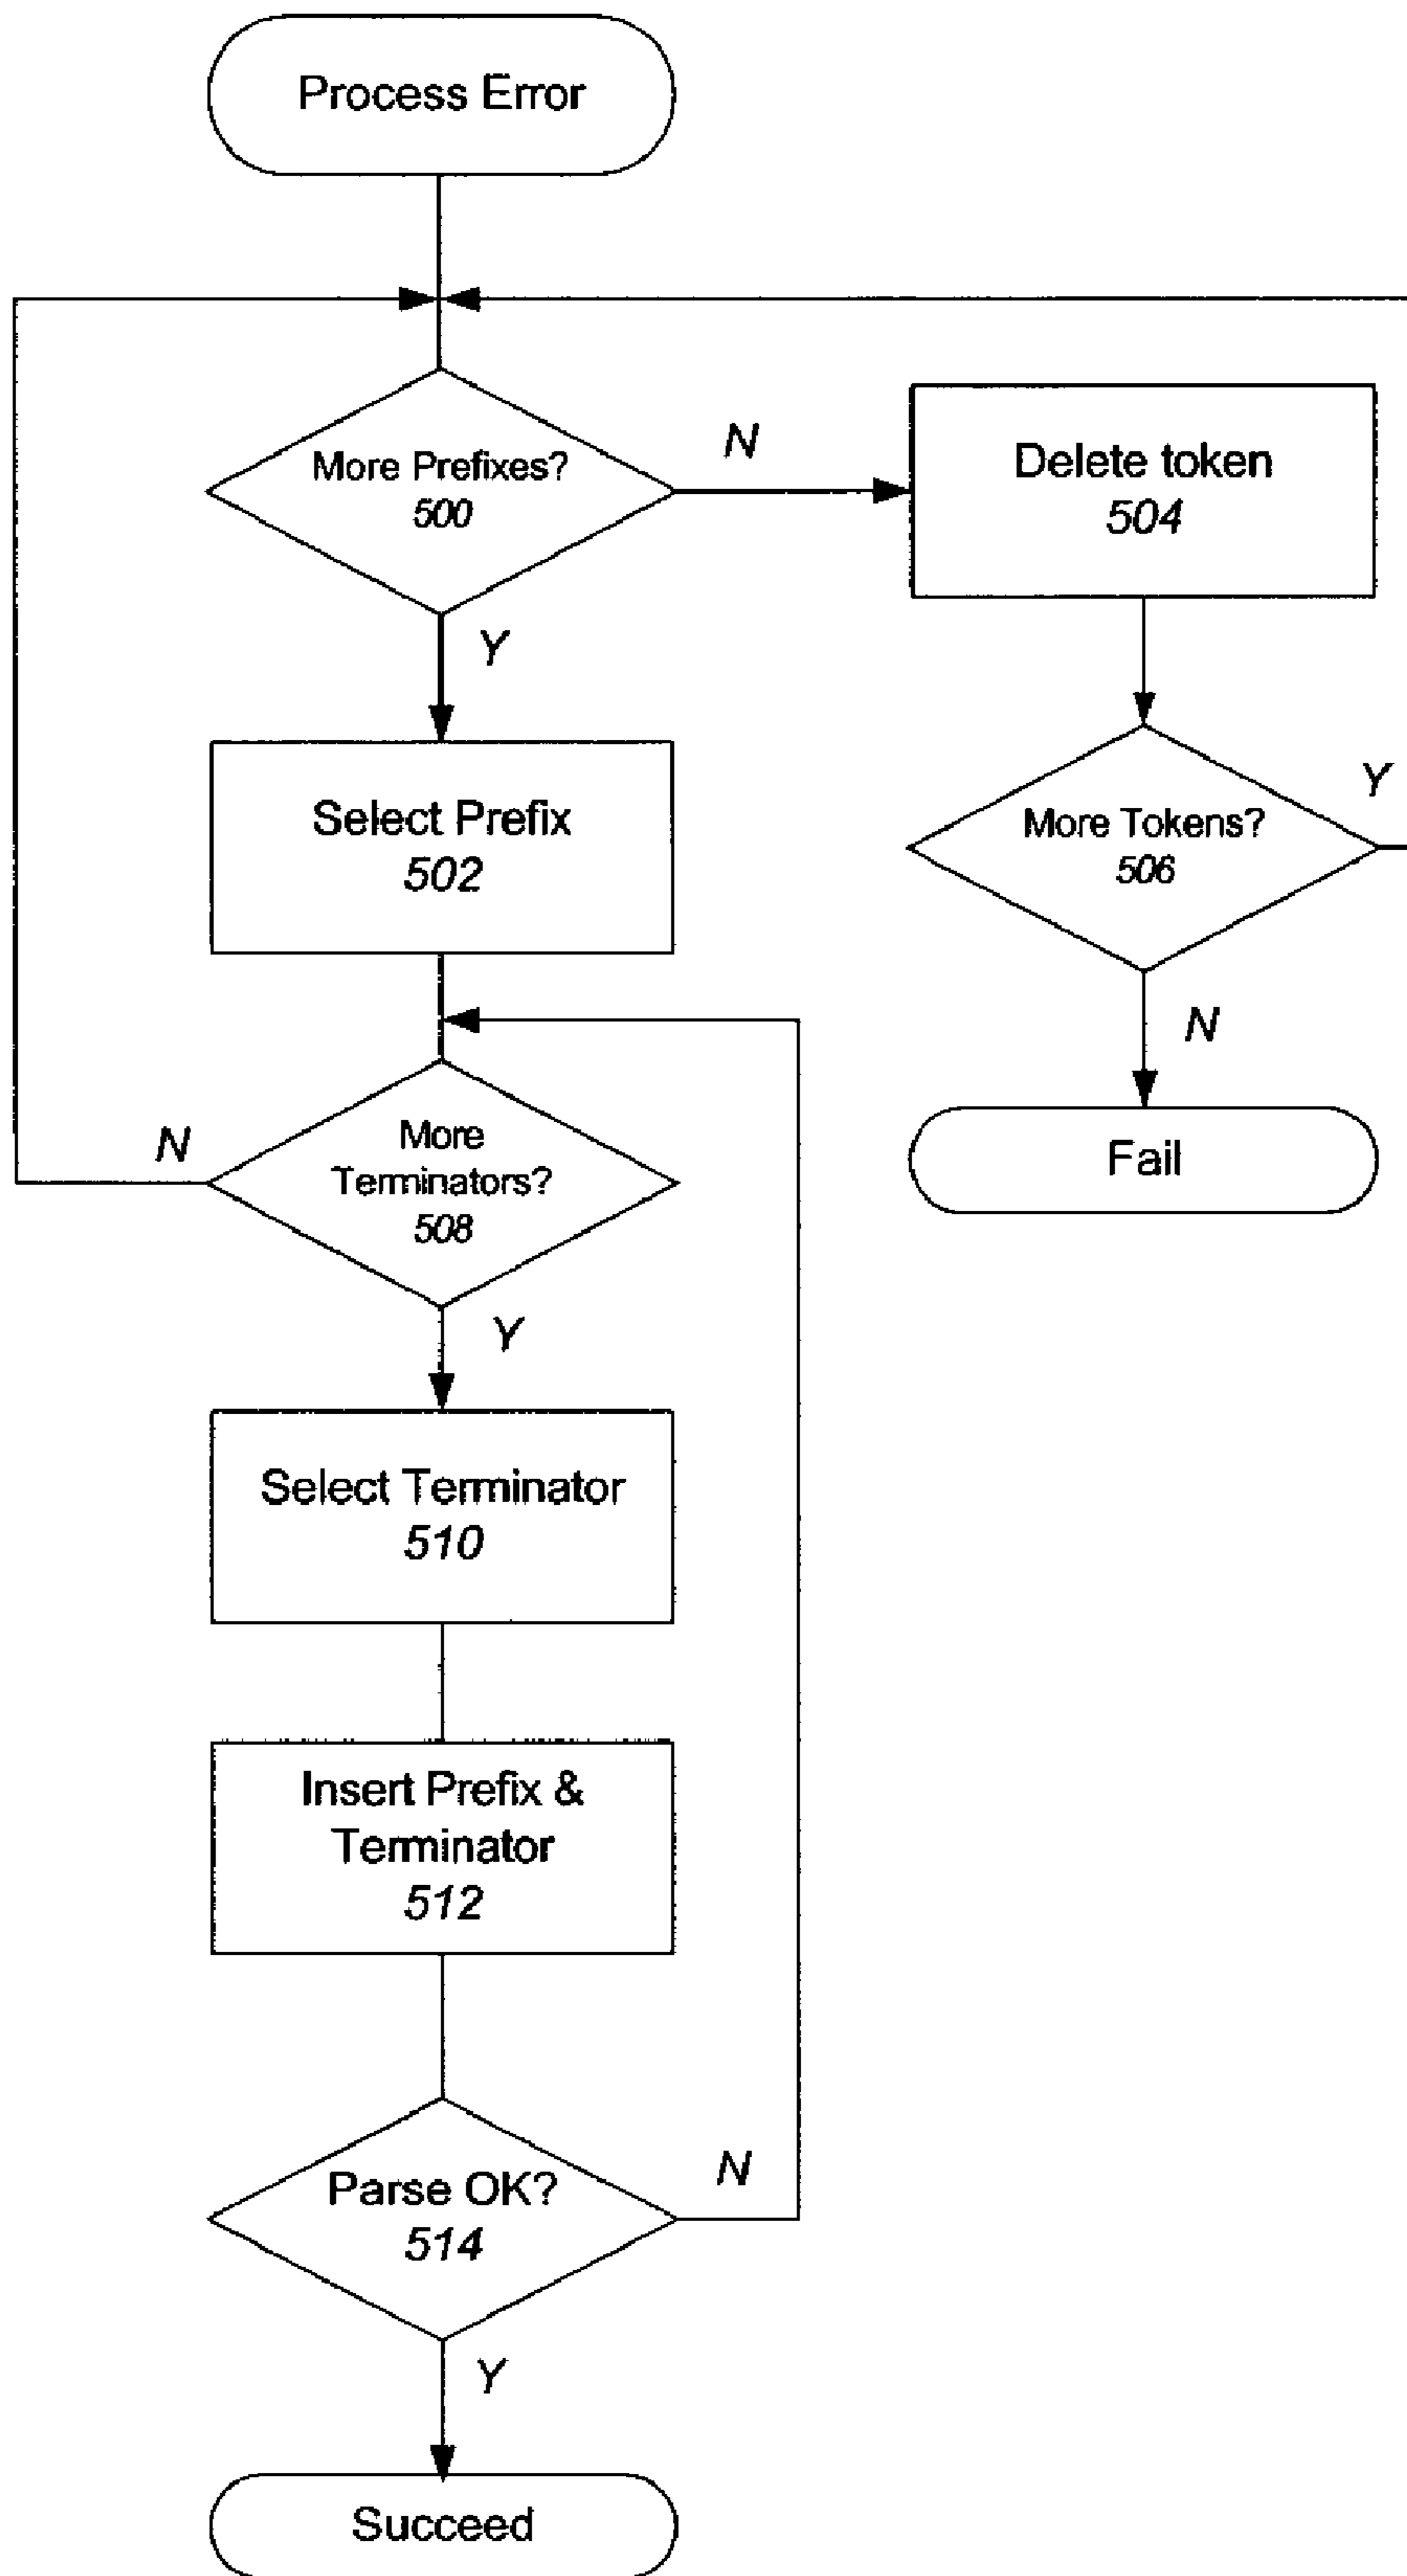 Process Error
More Prefixes?
500
N
Delete token
504
Y
Select Prefix
502
More Tokens?
506
Y
N
Fail
More
Terminators?
508
N
Y
Select Terminator
510
Insert Prefix &
Terminator
512
Parse OK?
514
N
Y
Succeed